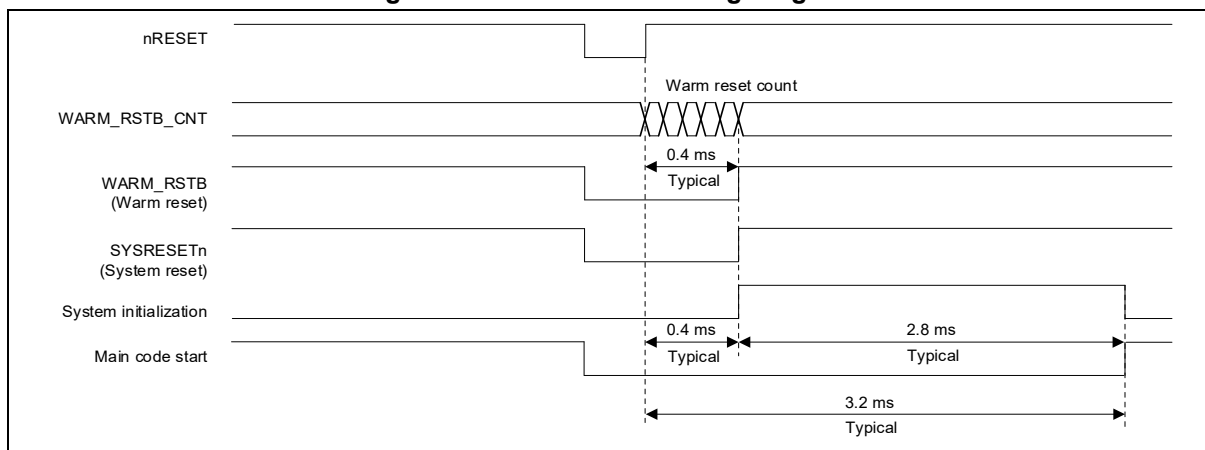 nRESET
Warm reset count
WARM_RSTB_CNT
0.4 ms
Typical
WARM_RSTB
(Warm reset)
SYSRESETn
(System reset)
System initialization
0.4 ms
2.8 ms
Main code start
Typical
Typical
3.2 ms
Typical